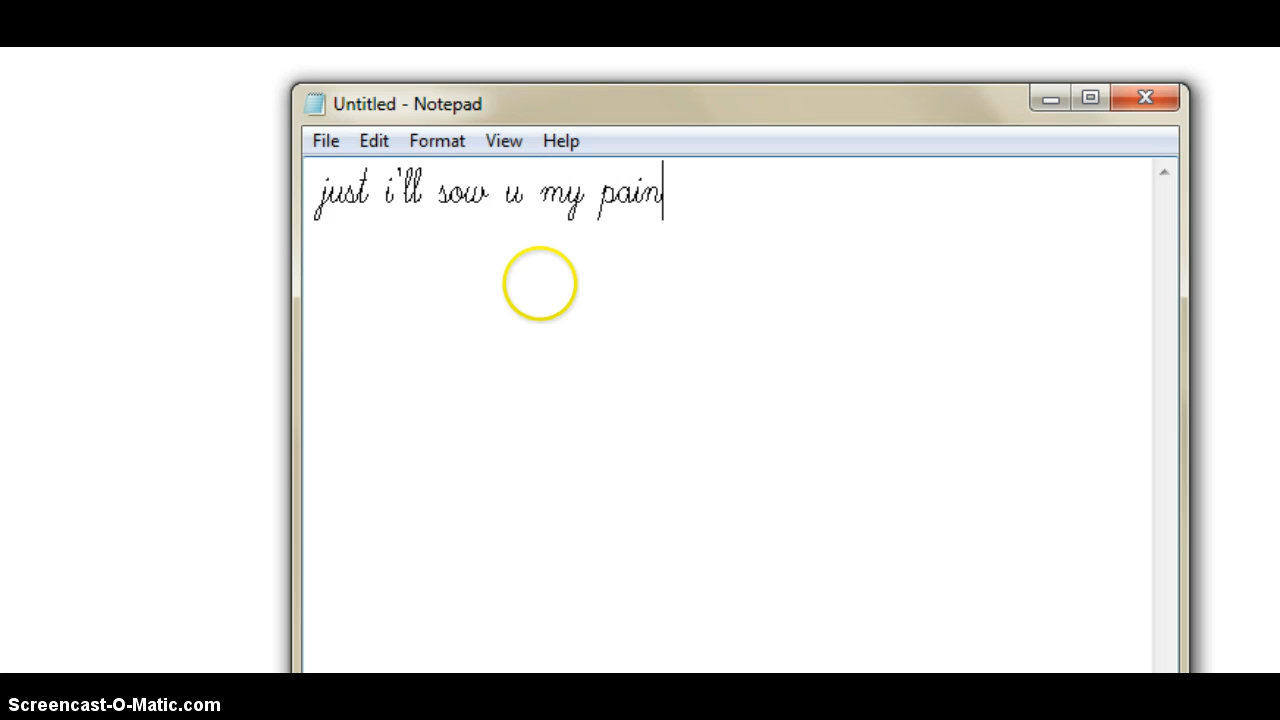 Untitled - Notepad
File Edit Format View Help
just i'll sow u my pain
Screencast-O-Matic.com